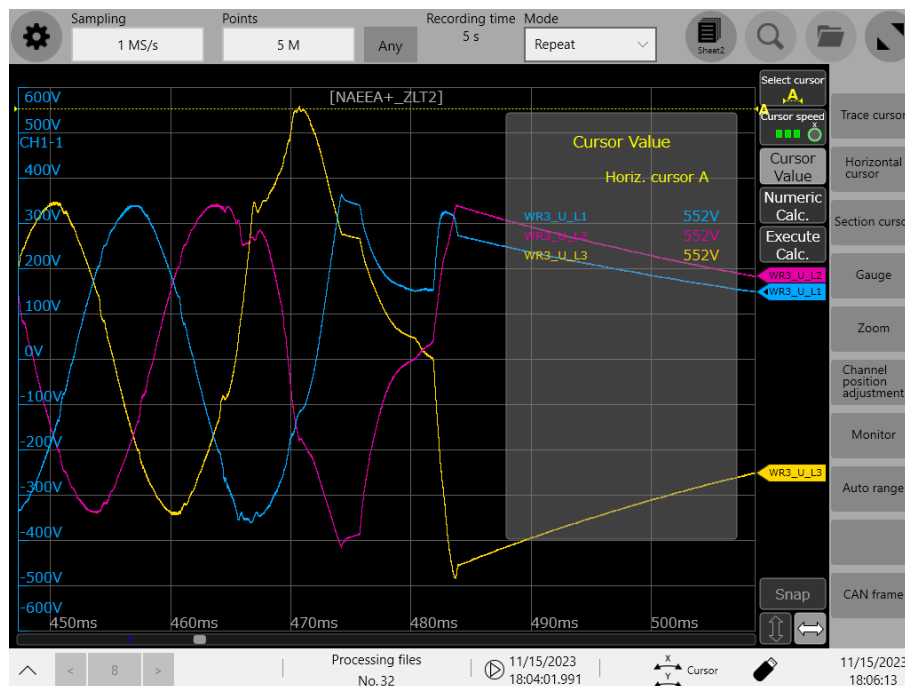 Sampling
Points
Recording time
Mode
1 MS/s
5 M
Any
5 s
Repeat
Sheet2
[NAEEA+_ZLT2]
600V
500V
CH1-1
400V
300V
200V
100V
0V
-100V
-200V
-300V
-400V
-500V
-600V
450ms
460ms
470ms
480ms
490ms
500ms
A
Cursor Value
Horiz. cursor A
WR3_U_L1 552V
WR3_U_L2 552V
WR3_U_L3 552V
WR3_U_L2
WR3_U_L1
WR3_U_L3
Select cursor
A
Cursor speed
X
Cursor
Value
Numeric
Calc.
Execute
Calc.
Snap
Trace cursor
Horizontal
cursor
Section curso
Gauge
Zoom
Channel
position
adjustment
Monitor
Auto range
CAN frame
< 8 >
Processing files
No. 32
11/15/2023
18:04:01.991
X
Y
Cursor
11/15/2023
18:06:13